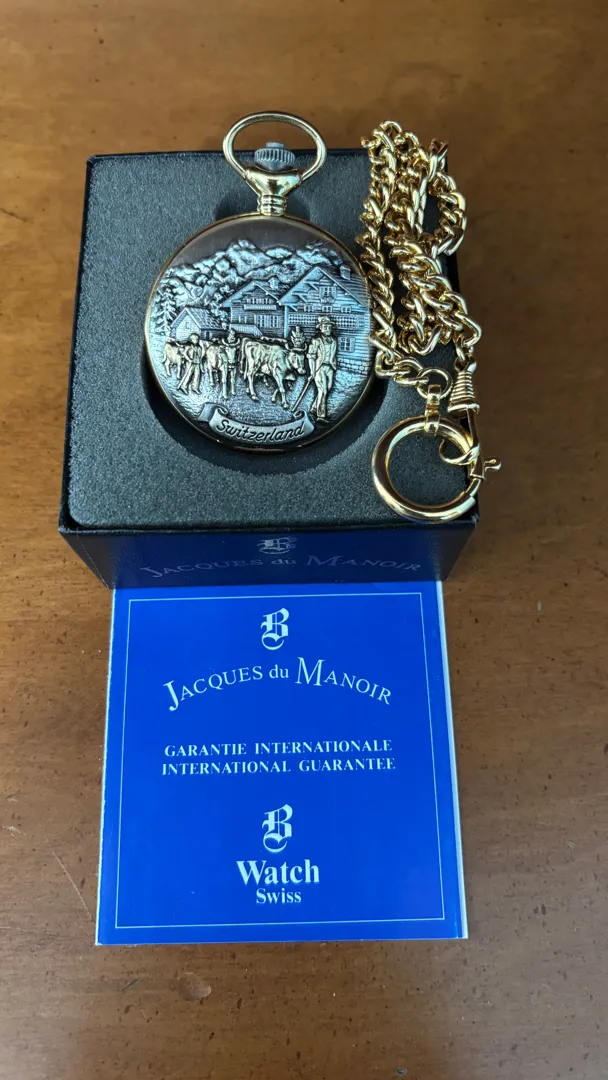 Switzerland
B
JACQUES du MANOIR
B
JACQUES du MANOIR
GARANTIE INTERNATIONALE
INTERNATIONAL GUARANTEE
B
Watch
Swiss